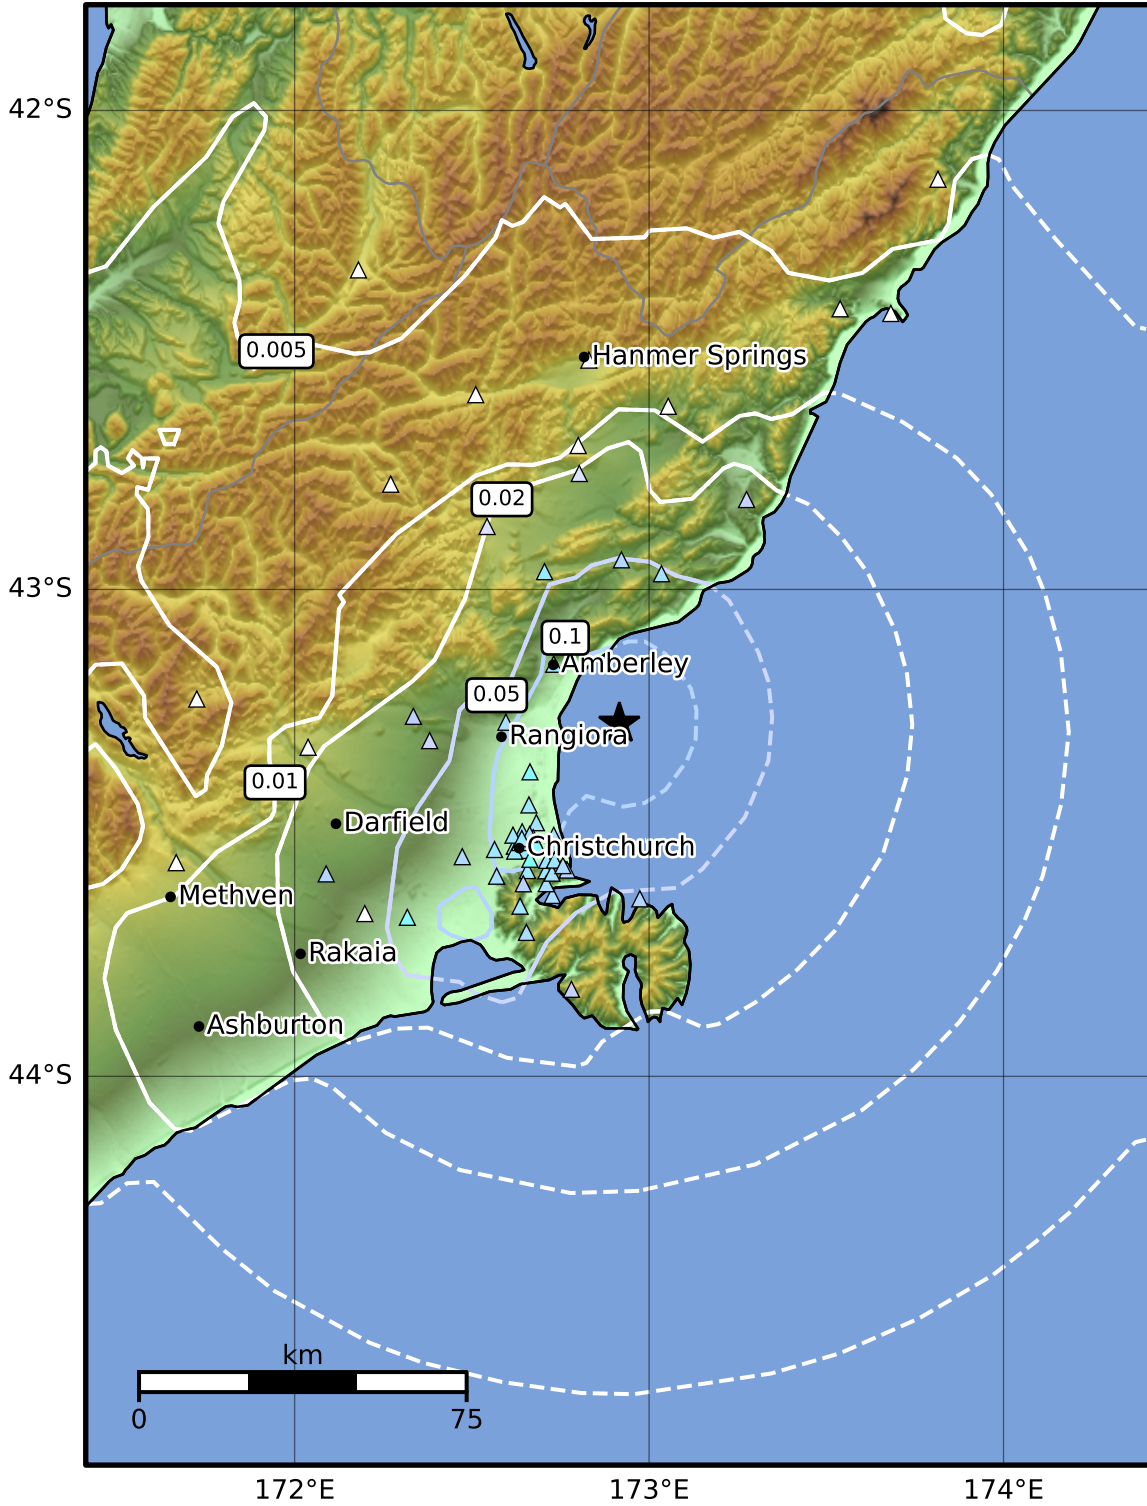 42°S
0.005
Hanmer Springs
0.02
43°S
0.1
Amberley
0.05
Rangiora
0.01
Darfield
Christchurch
Methven
Rakaia
Ashburton
44°S
km
0 75
172°E 173°E 174°E